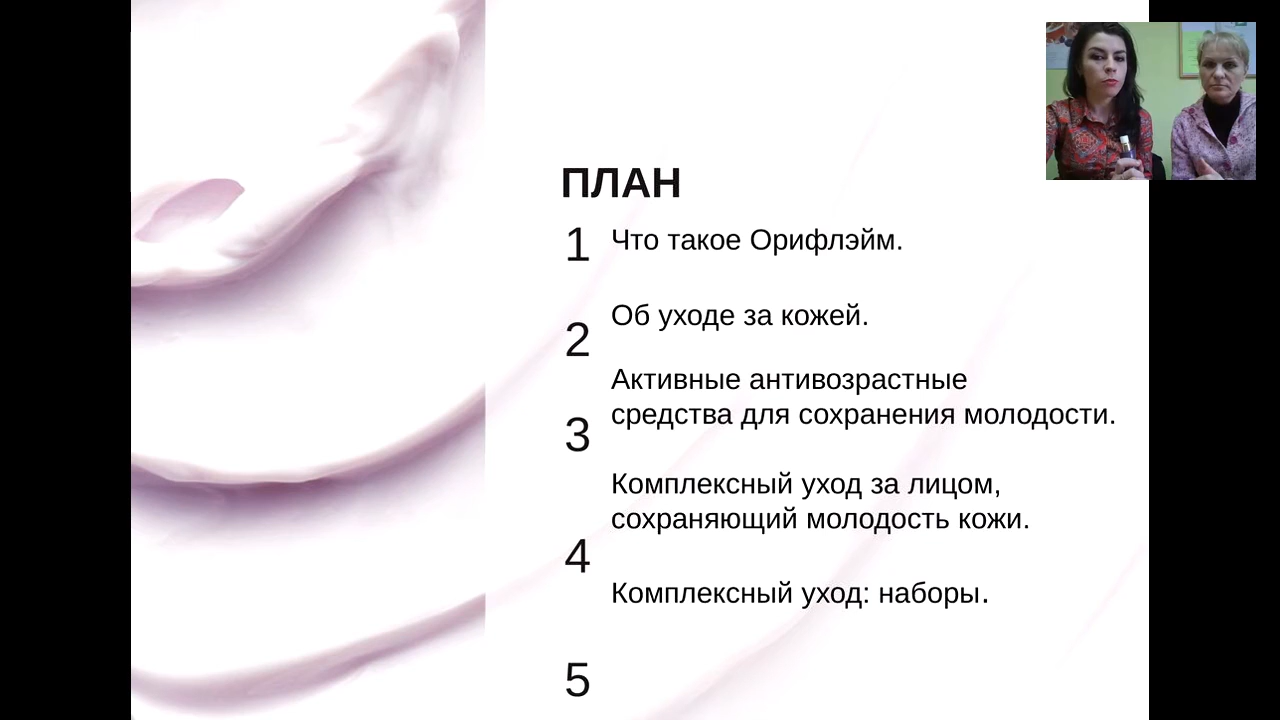 ПЛАН
1 Что такое Орифлэйм.
2 Об уходе за кожей.
3 Активные антивозрастные
средства для сохранения молодости.
4 Комплексный уход за лицом,
сохраняющий молодость кожи.
5 Комплексный уход: наборы.